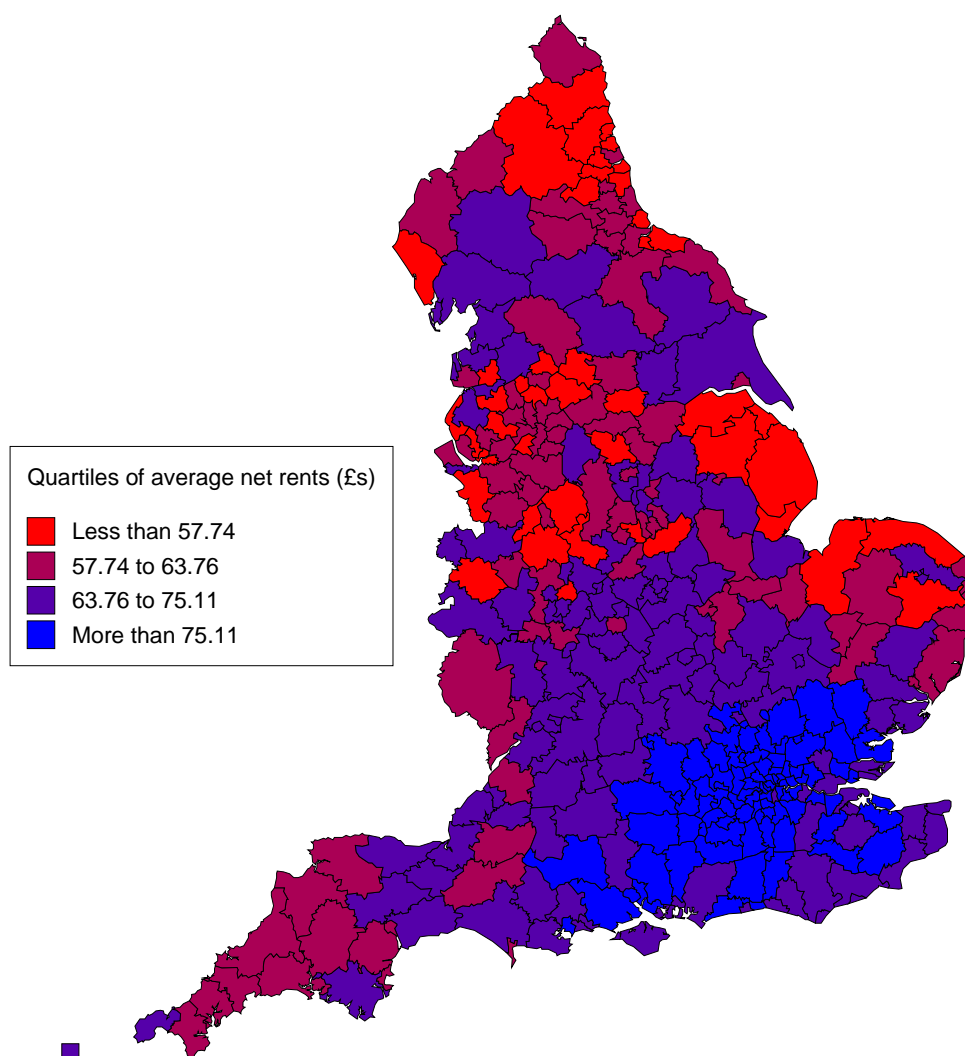 Quartiles of average net rents (£s)
Less than 57.74
57.74 to 63.76
63.76 to 75.11
More than 75.11